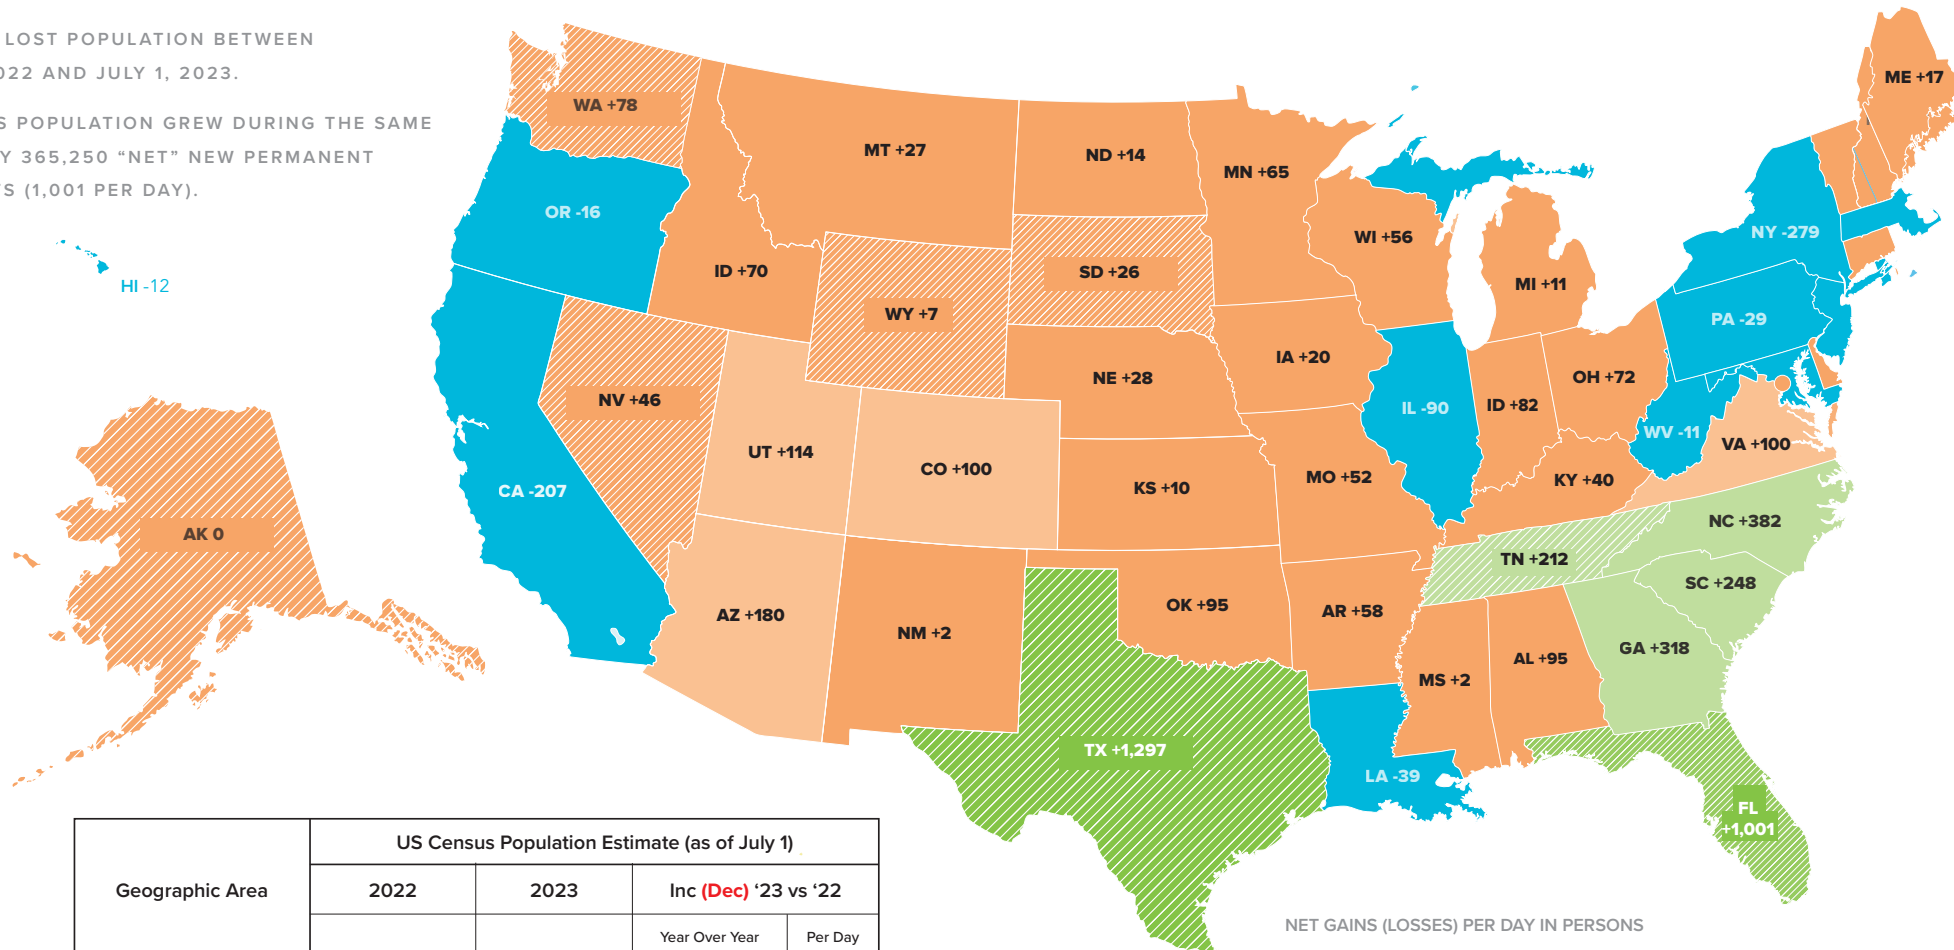 LOST POPULATION BETWEEN
022 AND JULY 1, 2023.
S POPULATION GREW DURING THE SAME
Y 365,250 “NET” NEW PERMANENT
TS (1,001 PER DAY).
HI -12
WA +78
OR -16
MT +27
ND +14
MN +65
ME +17
ID +70
WY +7
SD +26
WI +56
MI +11
NY -279
PA -29
NV +46
UT +114
CO +100
NE +28
IA +20
IL -90
ID +82
OH +72
WV -11
VA +100
CA -207
KS +10
MO +52
KY +40
AK 0
AZ +180
NM +2
OK +95
AR +58
TN +212
NC +382
SC +248
GA +318
MS +2
AL +95
TX +1,297
LA -39
FL
+1,001
US Census Population Estimate (as of July 1)
Geographic Area
2022
2023
Inc (Dec) ‘23 vs ‘22
Year Over Year
Per Day
NET GAINS (LOSSES) PER DAY IN PERSONS